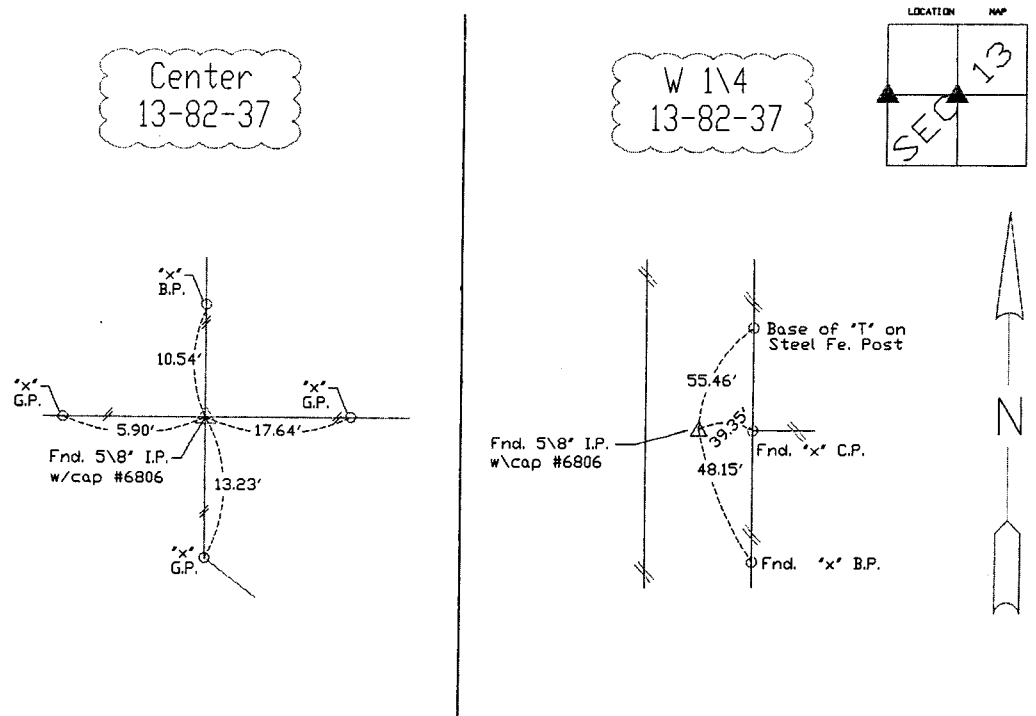 LOCATION MAP
SEC 13
Center
13-82-37
"x"
B.P.
10.54'
"x"
G.P.
"x"
G.P.
5.90'
17.64'
Fnd. 5\8" I.P.
w/cap #6806
13.23'
"x"
G.P.
W 1\4
13-82-37
Base of "T" on
Steel Fe. Post
55.46'
39.35'
Fnd. 5\8" I.P.
w\cap #6806
Fnd. "x" C.P.
48.15'
Fnd. "x" B.P.
N